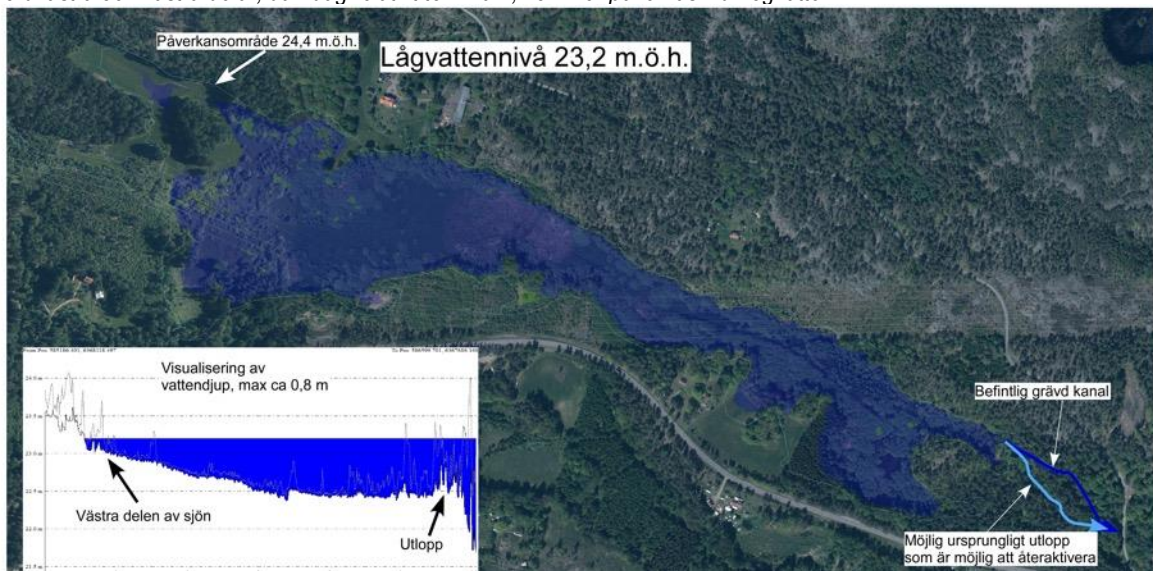 Påverkansområde 24,4 m.ö.h.
Lågvattennivå 23,2 m.ö.h.
Visualisering av
vattendjup, max ca 0,8 m
Västra delen av sjön
Utlopp
Befintlig grävd kanal
Möjlig ursprungligt utlopp
som är möjlig att återaktivera